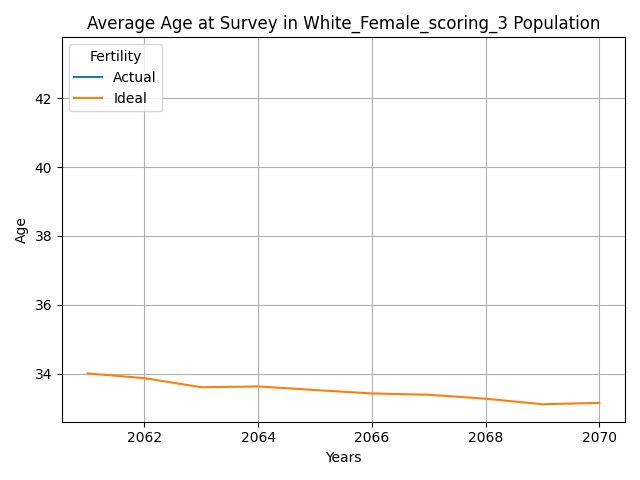 Average Age at Survey in White_Female_scoring_3 Population
Fertility
Actual
Ideal
42
40
38
36
34
Age
2062 2064 2066 2068 2070
Years